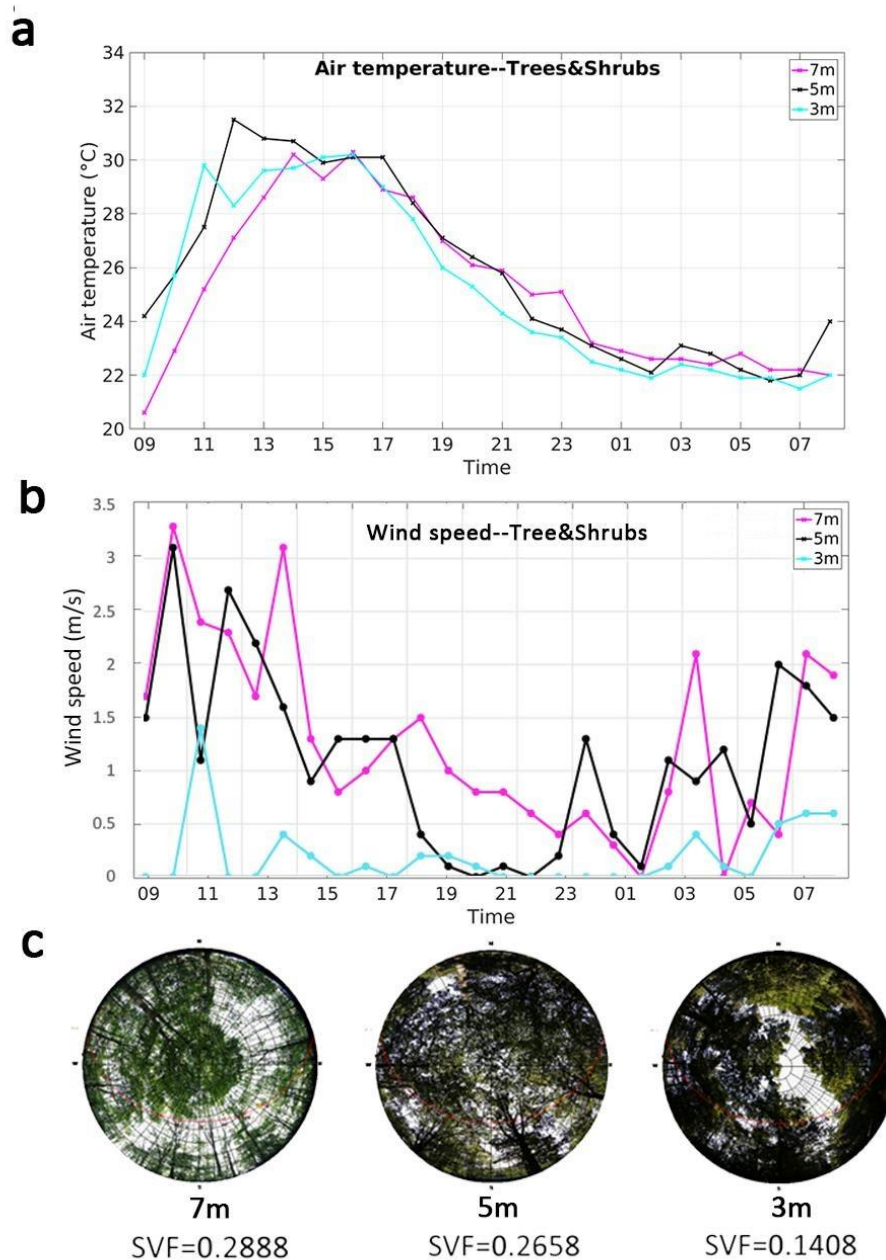 a
Air temperature--Trees&Shrubs
7m
5m
3m
34
32
30
28
26
24
22
20
Air temperature (°C)
09 11 13 15 17 19 21 23 01 03 05 07
Time
b
Wind speed--Tree&Shrubs
7m
5m
3m
3.5
3
2.5
2
1.5
1
0.5
0
Wind speed (m/s)
09 11 13 15 17 19 21 23 01 03 05 07
Time
c
7m 5m 3m
SVF=0.2888 SVF=0.2658 SVF=0.1408